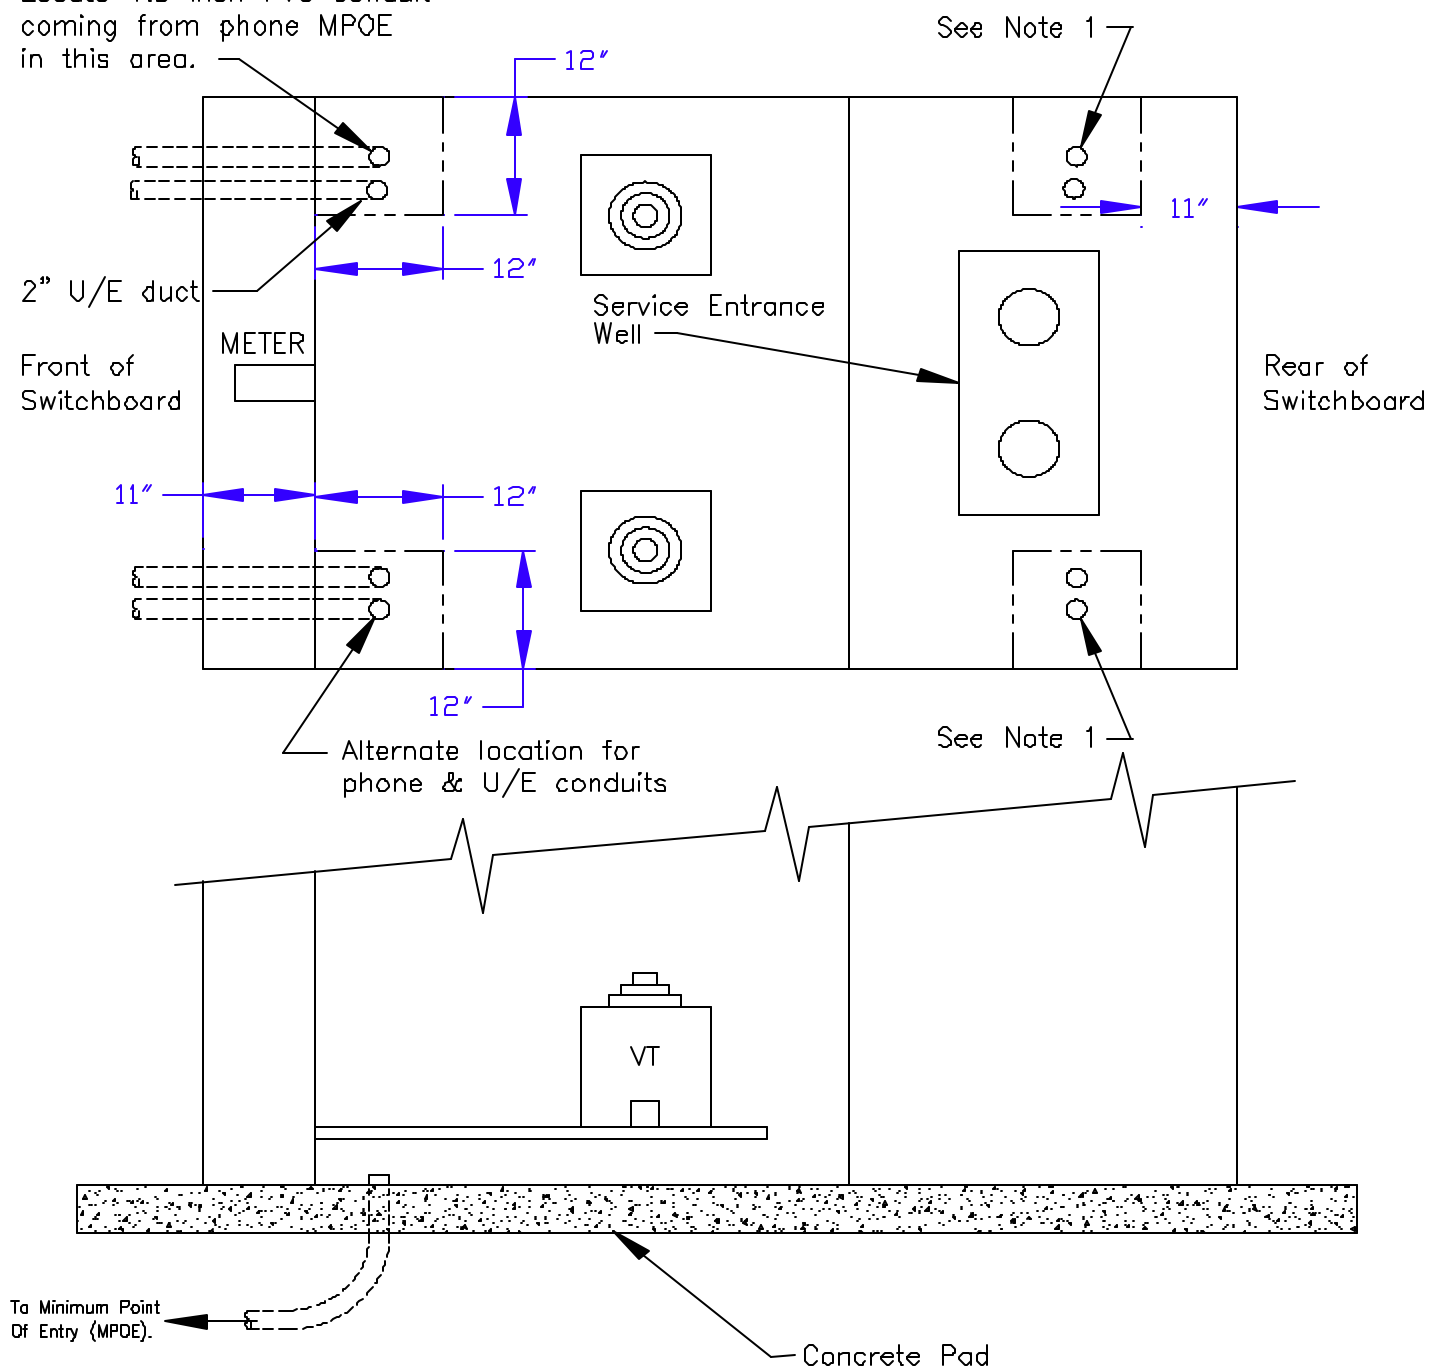 coming from phone MPOE
in this area.
See Note 1
12"
11"
2" U/E duct
12"
Service Entrance
Well
METER
Front of
Switchboard
Rear of
Switchboard
11"
12"
12"
See Note 1
Alternate location for
phone & U/E conduits
VT
To Minimum Point
Of Entry (MPOE).
Concrete Pad